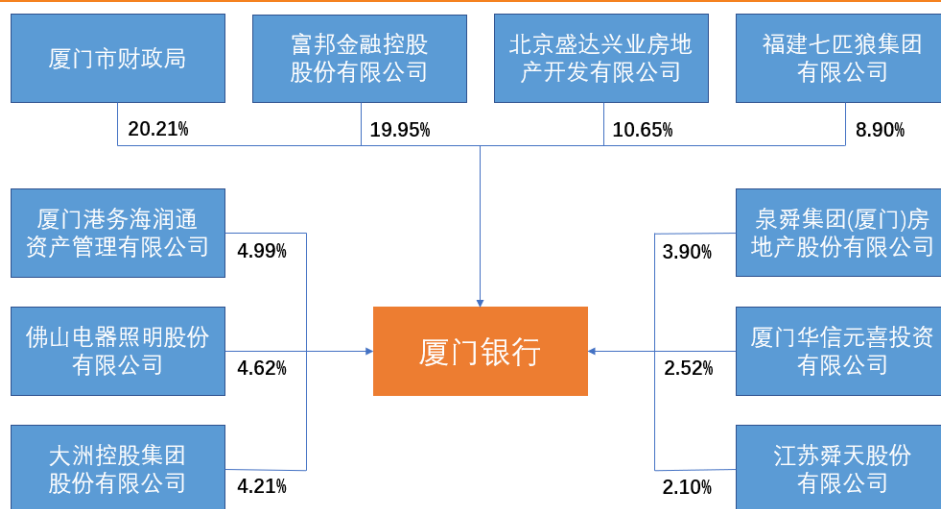 厦门市财政局
富邦金融控股
股份有限公司
北京盛达兴业房地
产开发有限公司
福建七匹狼集团
有限公司
20.21%
19.95%
10.65%
8.90%
厦门港务海润通
资产管理有限公司
4.99%
泉舜集团(厦门)房
地产股份有限公司
3.90%
佛山电器照明股份
有限公司
4.62%
厦门银行
厦门华信元喜投资
有限公司
2.52%
大洲控股集团
股份有限公司
4.21%
江苏舜天股份
有限公司
2.10%